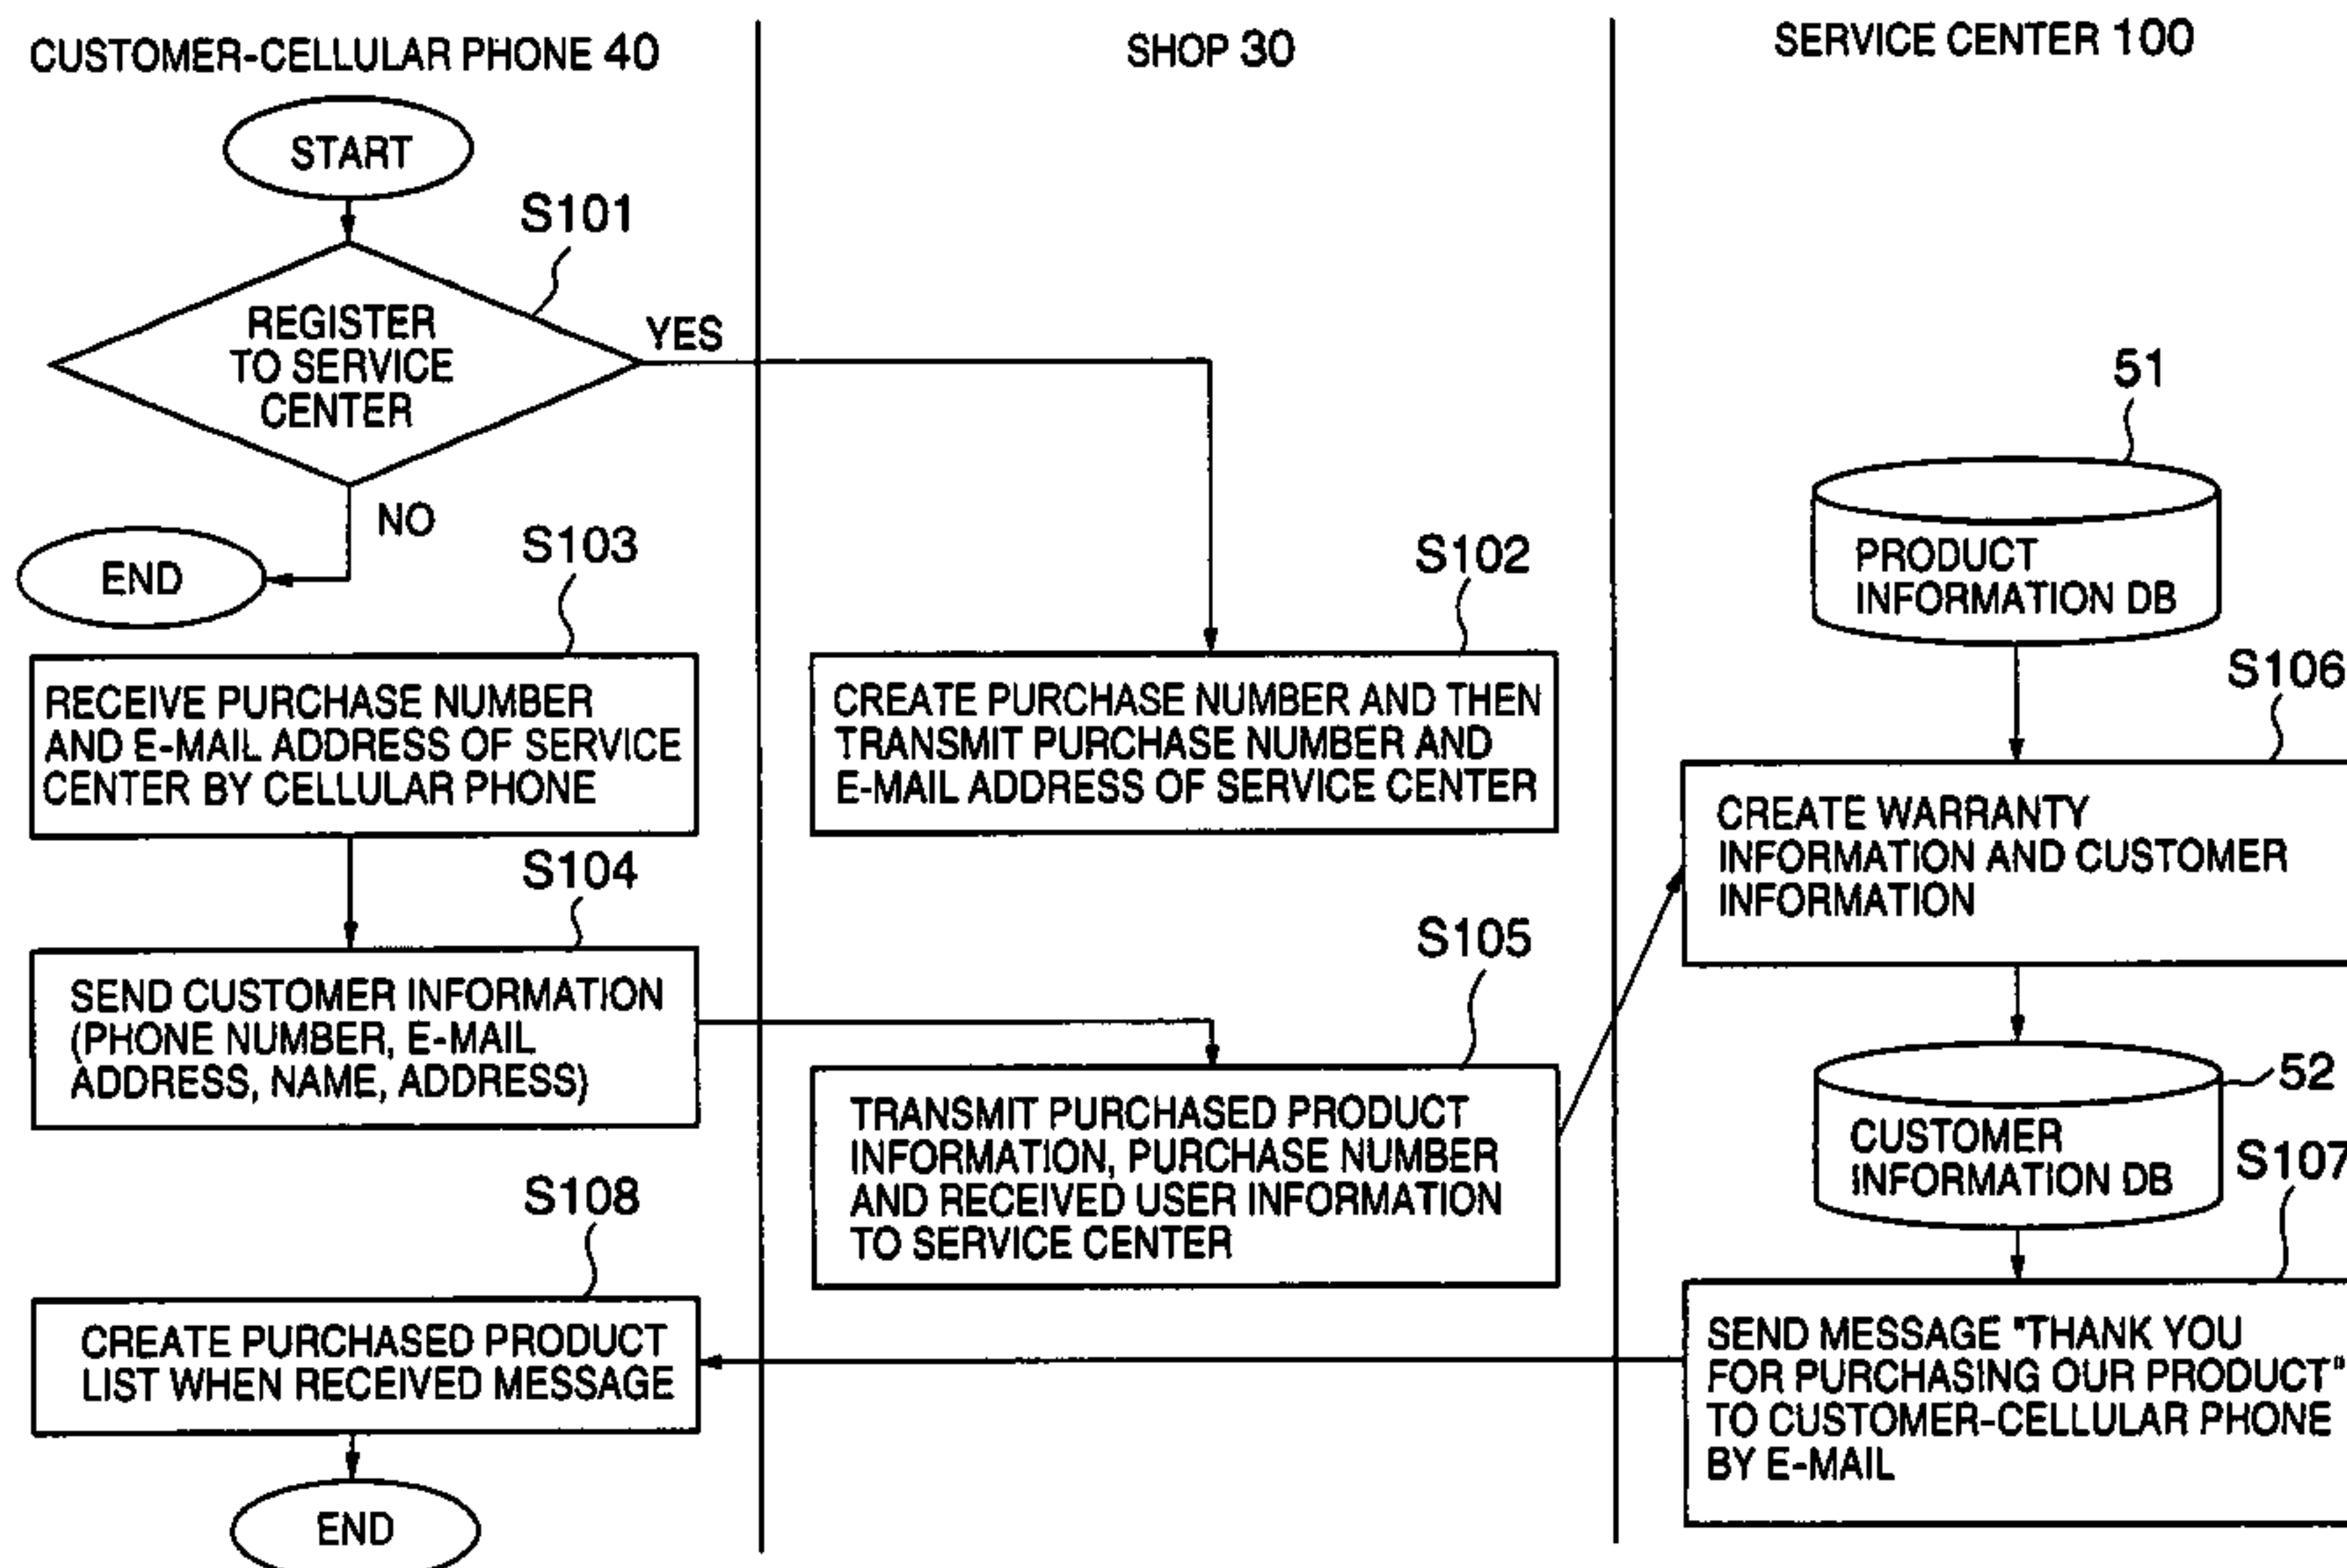 CUSTOMER-CELLULAR PHONE 40
SHOP 30
SERVICE CENTER 100
START
S101
REGISTER
TO SERVICE
CENTER
YES
NO
END
S103
RECEIVE PURCHASE NUMBER
AND E-MAIL ADDRESS OF SERVICE
CENTER BY CELLULAR PHONE
S102
CREATE PURCHASE NUMBER AND THEN
TRANSMIT PURCHASE NUMBER AND
E-MAIL ADDRESS OF SERVICE CENTER
51
PRODUCT
INFORMATION DB
S106
CREATE WARRANTY
INFORMATION AND CUSTOMER
INFORMATION
S104
SEND CUSTOMER INFORMATION
(PHONE NUMBER, E-MAIL
ADDRESS, NAME, ADDRESS)
S105
TRANSMIT PURCHASED PRODUCT
INFORMATION, PURCHASE NUMBER
AND RECEIVED USER INFORMATION
TO SERVICE CENTER
52
CUSTOMER
INFORMATION DB
S107
SEND MESSAGE "THANK YOU
FOR PURCHASING OUR PRODUCT"
TO CUSTOMER-CELLULAR PHONE
BY E-MAIL
S108
CREATE PURCHASED PRODUCT
LIST WHEN RECEIVED MESSAGE
END